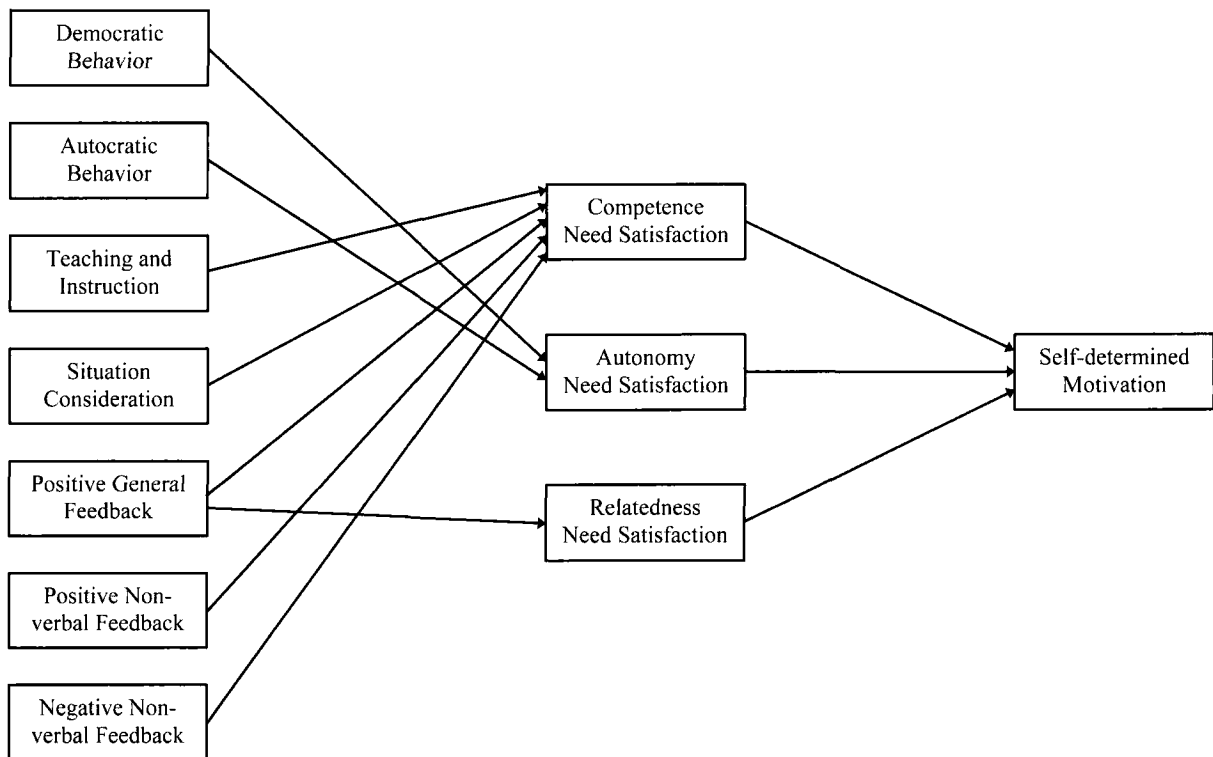 Democratic
Behavior
Autocratic
Behavior
Teaching and
Instruction
Situation
Consideration
Positive General
Feedback
Positive Non-
verbal Feedback
Negative Non-
verbal Feedback
Competence
Need Satisfaction
Autonomy
Need Satisfaction
Relatedness
Need Satisfaction
Self-determined
Motivation